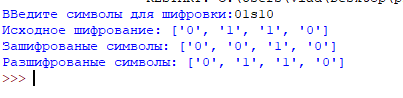 ВВедите символы для шифровки:01s10
Исходное шифрование: ['0', '1', '1', '0']
Зашифрованые символы: ['0', '0', '1', '0']
Разшифрованые символы: ['0', '1', '1', '0']
>>>